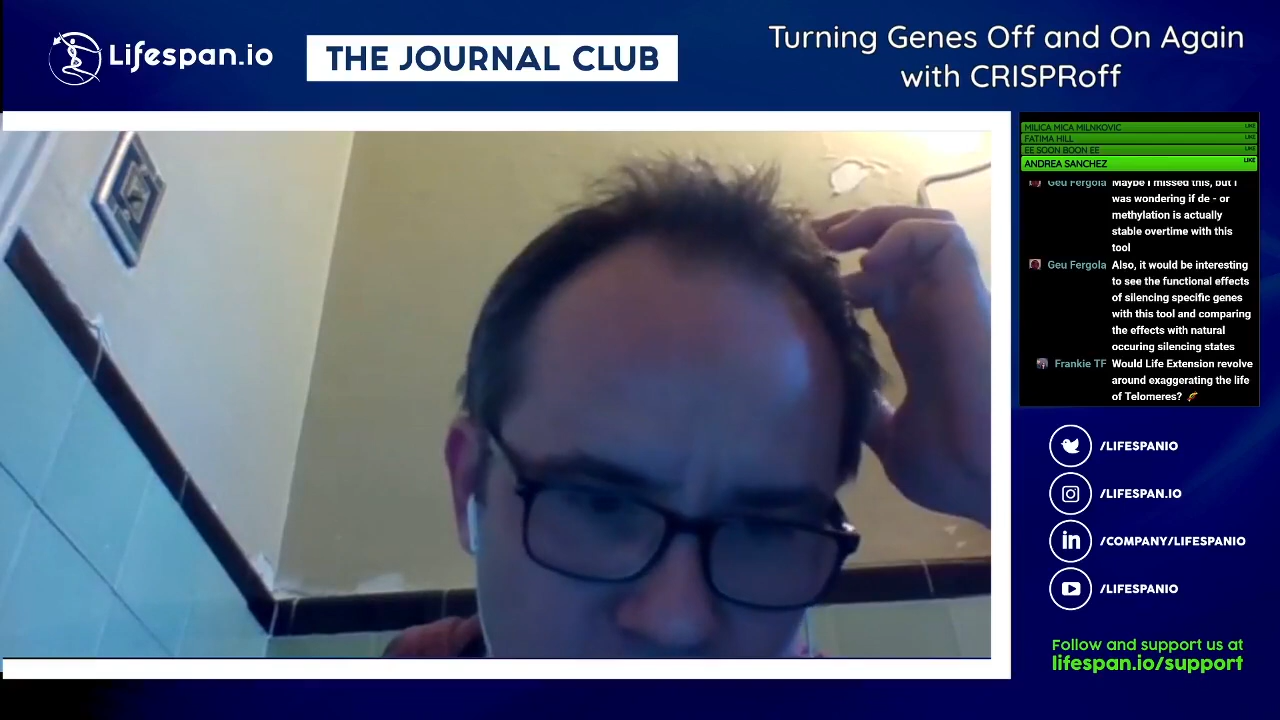 Lifespan.io
THE JOURNAL CLUB
Turning Genes Off and On Again
with CRISPRoff
MILICA MICA MILNKOVIC LIKE
FATIMA HILL LIKE
EE SOON BOON EE LIKE
ANDREA SANCHEZ LIKE
Geu Fergola Maybe I missed this, but I
was wondering if de - or
methylation is actually
stable overtime with this
tool
Geu Fergola Also, it would be interesting
to see the functional effects
of silencing specific genes
with this tool and comparing
the effects with natural
occuring silencing states
Frankie TF Would Life Extension revolve
around exaggerating the life
of Telomeres?
/LIFESPANIO
/LIFESPAN.IO
in /COMPANY/LIFESPANIO
/LIFESPANIO
Follow and support us at
lifespan.io/support